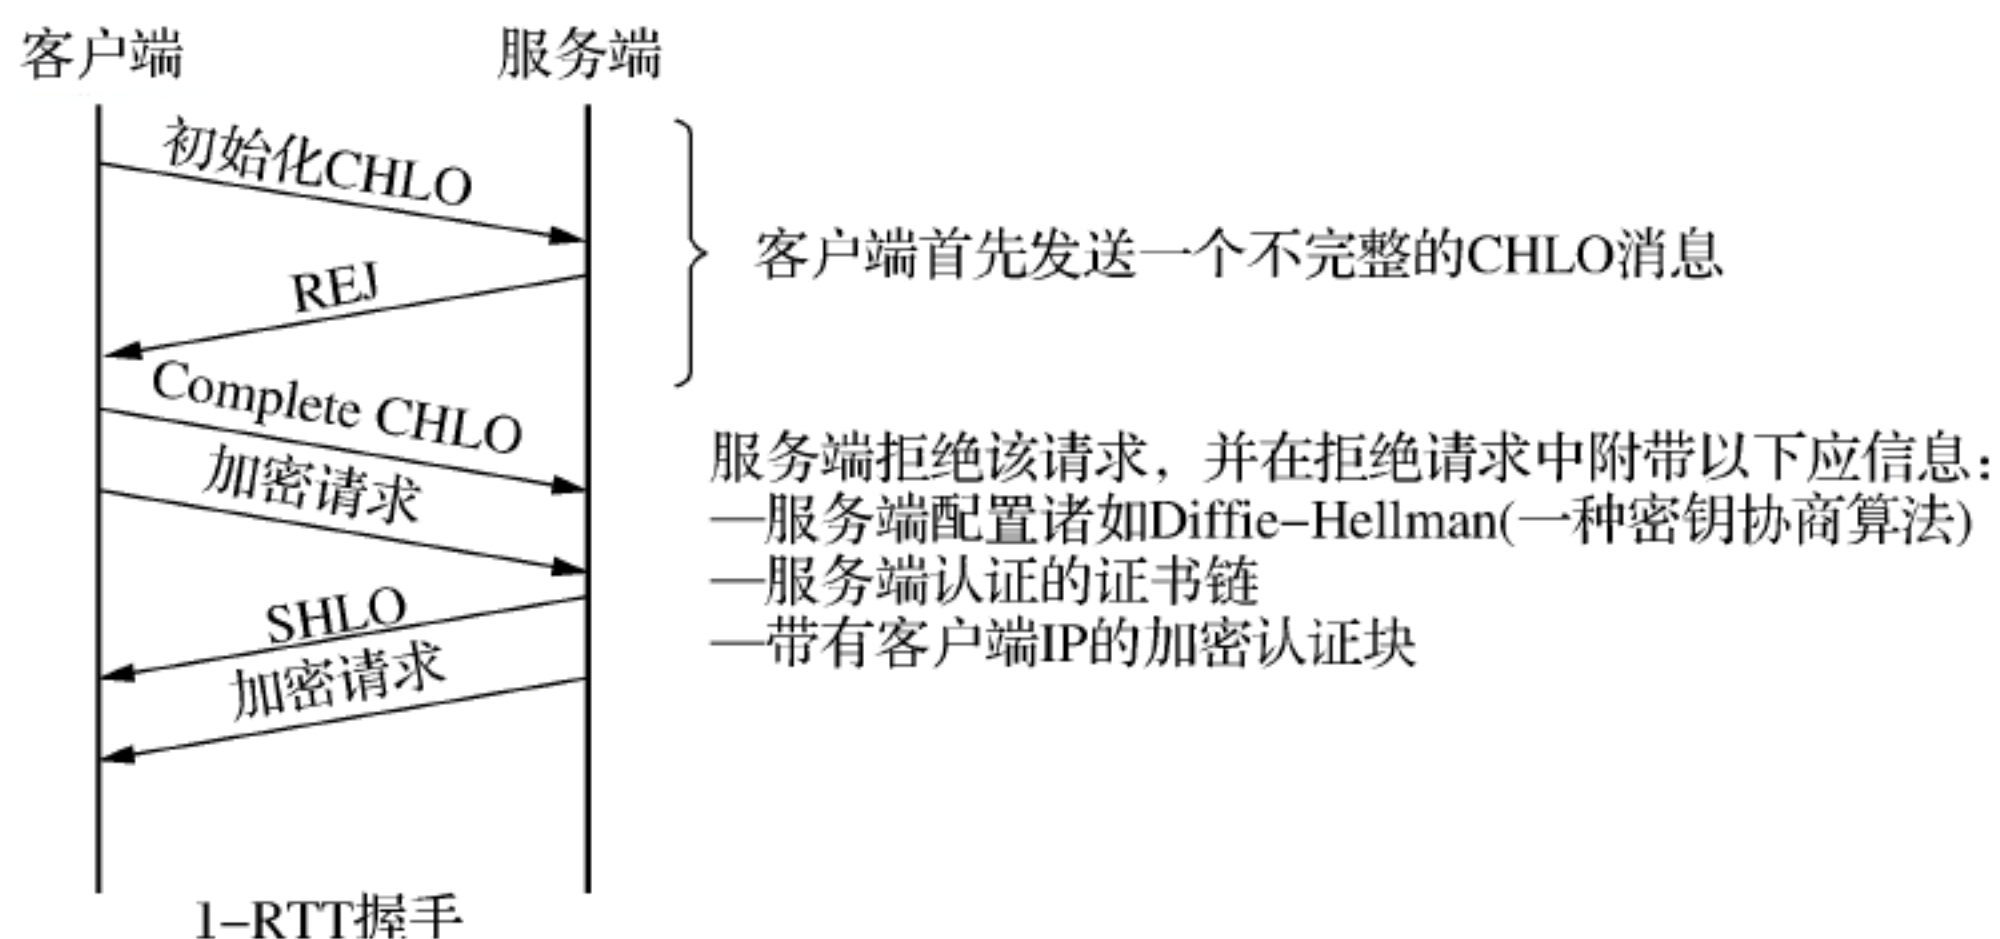 客户端
服务端
初始化CHLO
REJ
客户端首先发送一个不完整的CHLO消息
Complete CHLO
加密请求
服务端拒绝该请求，并在拒绝请求中附带以下应信息：
—服务端配置诸如Diffie–Hellman(一种密钥协商算法)
—服务端认证的证书链
—带有客户端IP的加密认证块
SHLO
加密请求
1–RTT握手